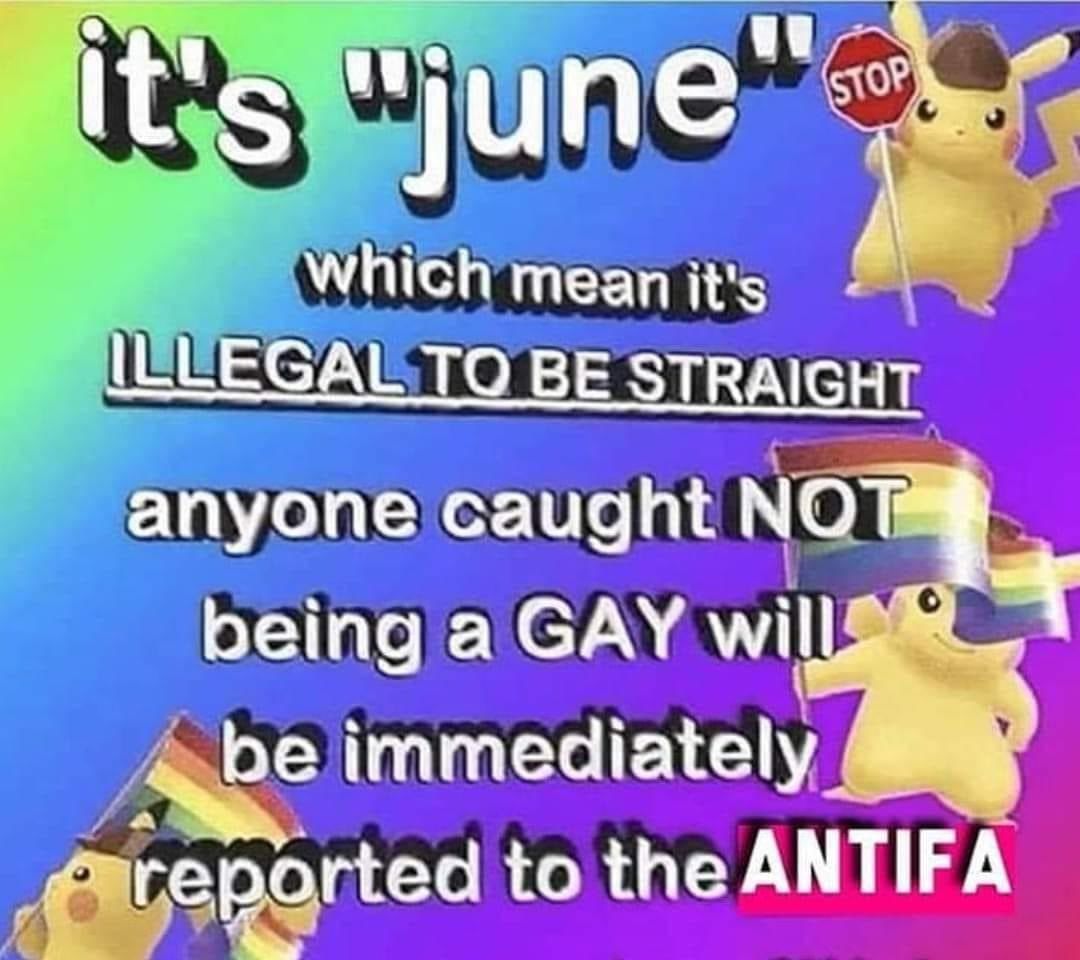 it's "june"
STOP
which mean it's
ILLEGAL TO BE STRAIGHT
anyone caught NOT
being a GAY will
be immediately
reported to the ANTIFA